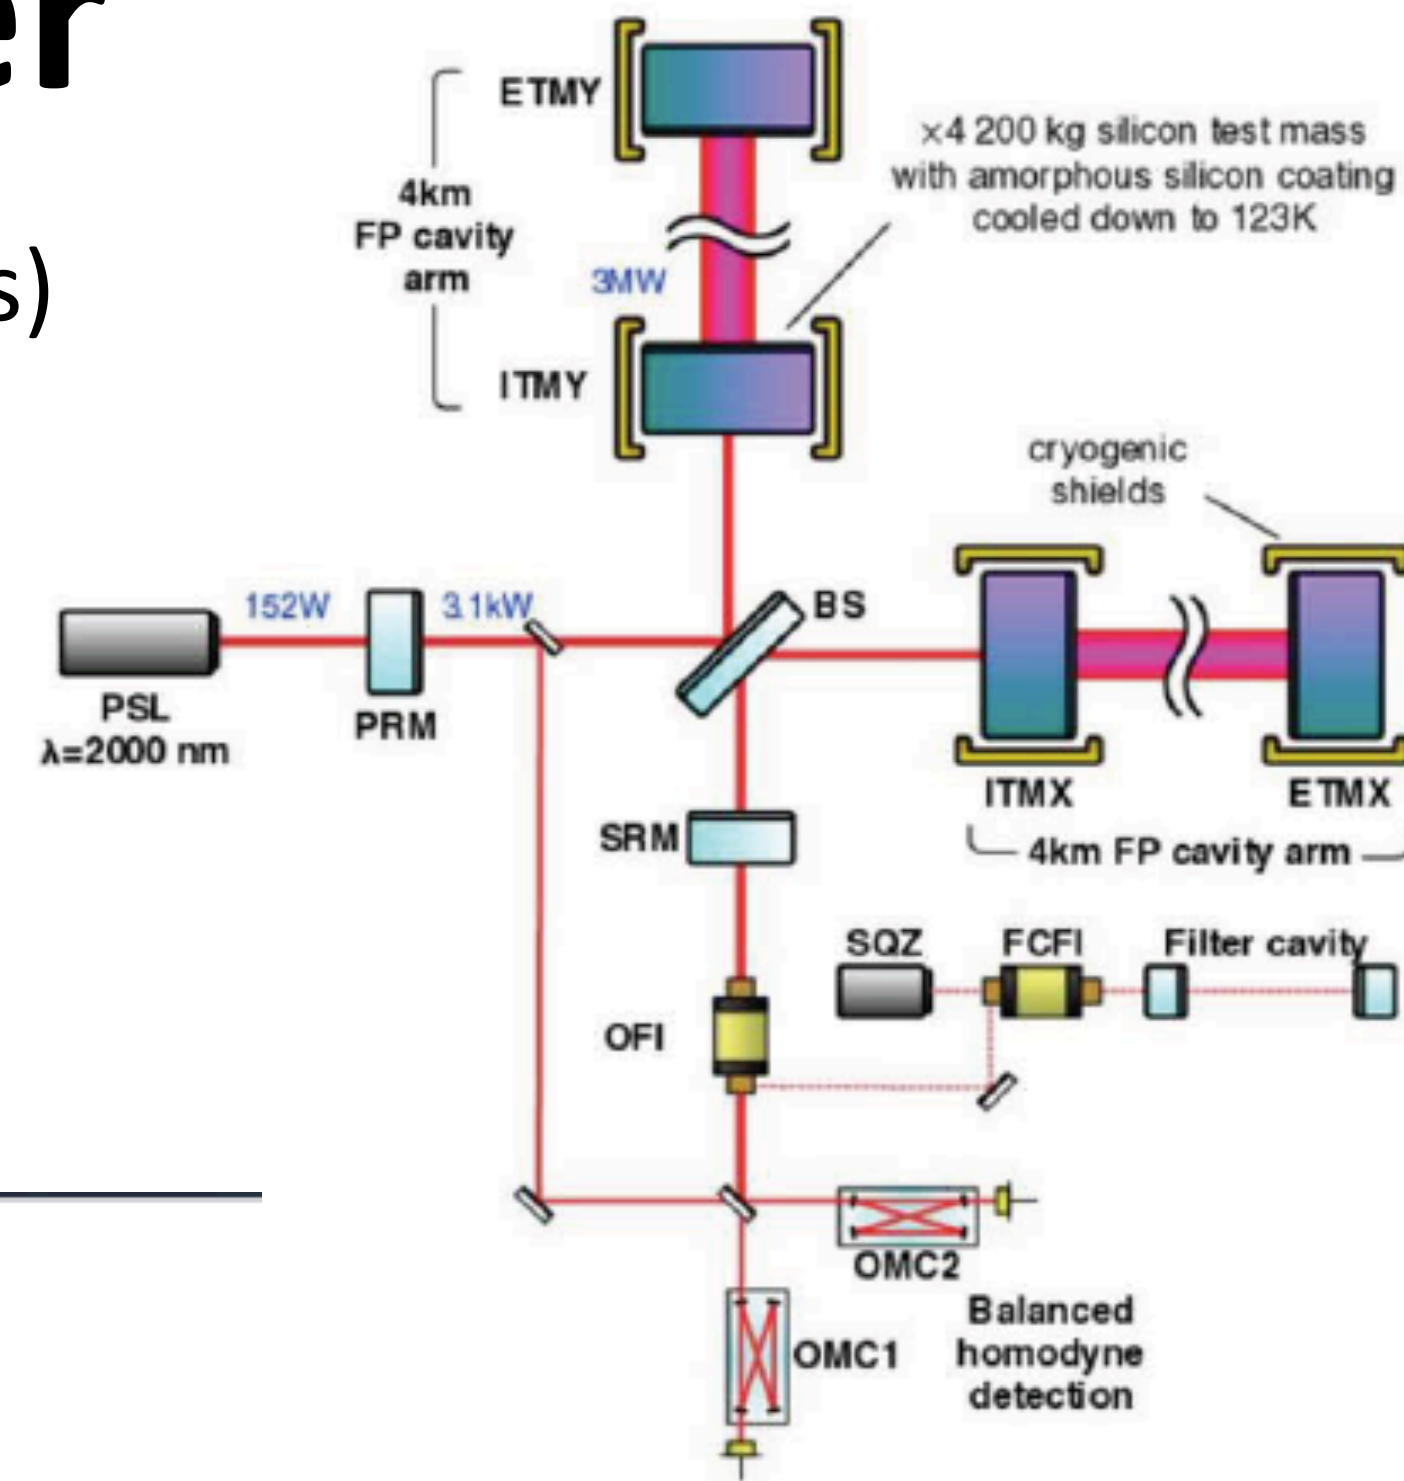 er
s)
ETMY
×4 200 kg silicon test mass
with amorphous silicon coating
cooled down to 123K
4km
FP cavity
arm
3MW
ITMY
cryogenic
shields
152W
3.1kW
BS
PSL
λ=2000 nm
PRM
ITMX
ETMX
4km FP cavity arm
SRM
SQZ
FCFI
Filter cavity
OFI
OMC2
Balanced
homodyne
detection
OMC1